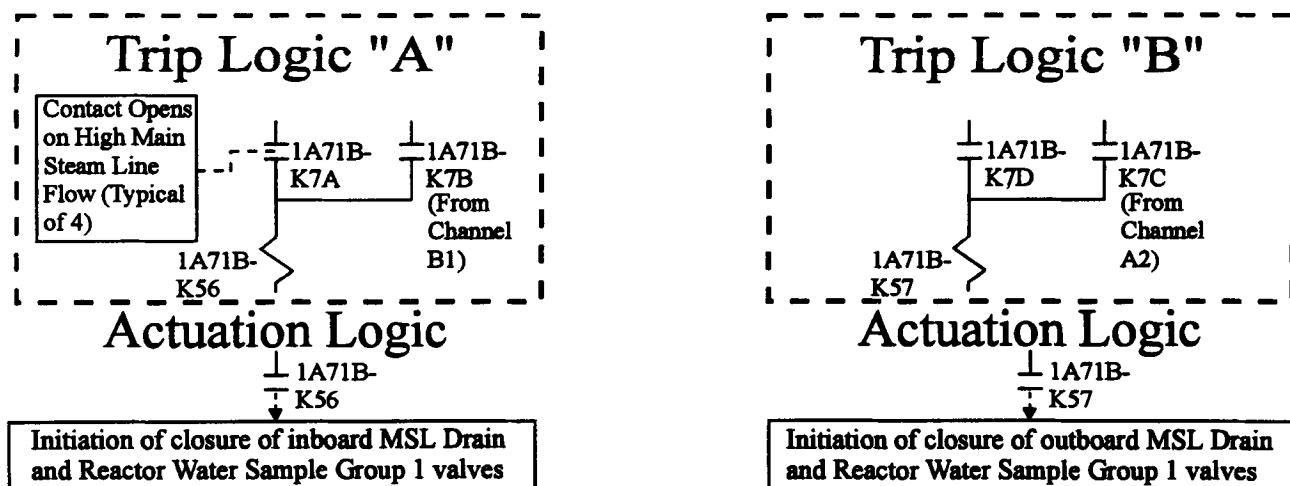 Trip Logic "A"
Contact Opens
on High Main
Steam Line
Flow (Typical
of 4)
1A71B-
K7A
1A71B-
K7B
(From
Channel
B1)
1A71B-
K56
Actuation Logic
1A71B-
K56
Initiation of closure of inboard MSL Drain
and Reactor Water Sample Group 1 valves
Trip Logic "B"
1A71B-
K7D
1A71B-
K7C
(From
Channel
A2)
1A71B-
K57
Actuation Logic
1A71B-
K57
Initiation of closure of outboard MSL Drain
and Reactor Water Sample Group 1 valves